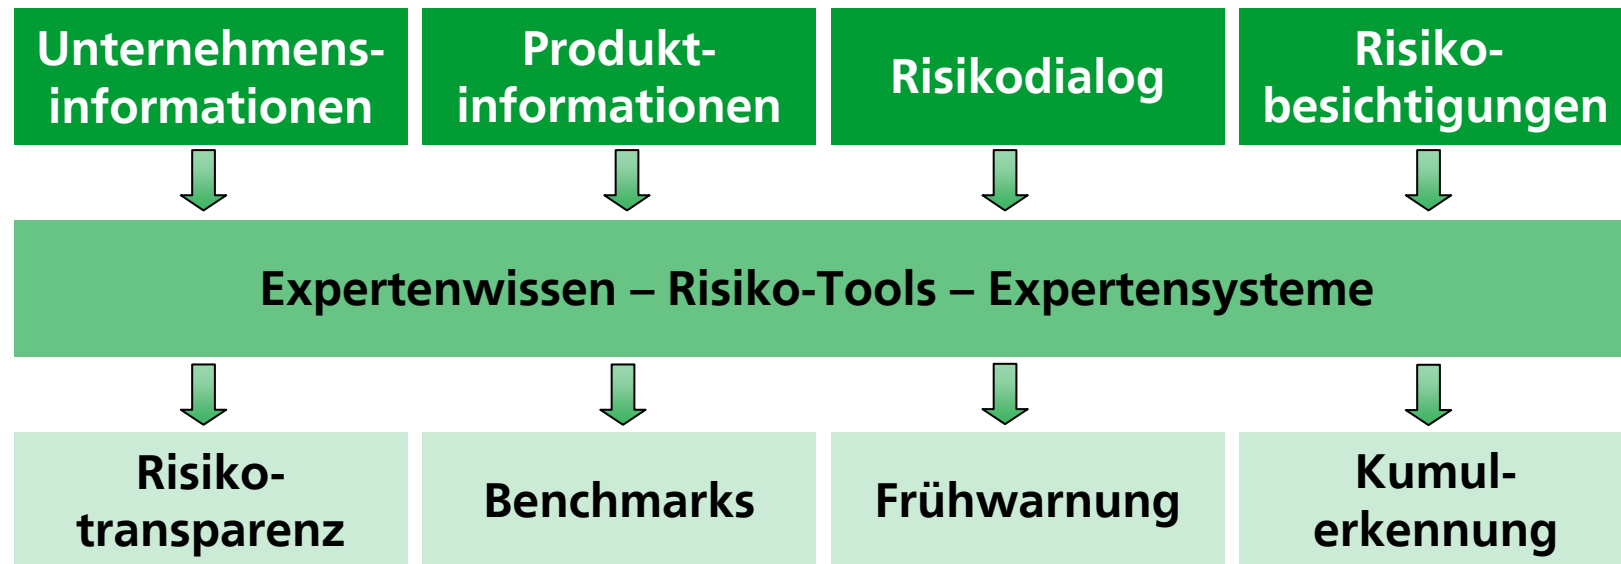 Unternehmens-
informationen
Produkt-
informationen
Risikodialog
Risiko-
besichtigungen
Expertenwissen – Risiko-Tools – Expertensysteme
Risiko-
transparenz
Benchmarks
Frühwarnung
Kumul-
erkennung